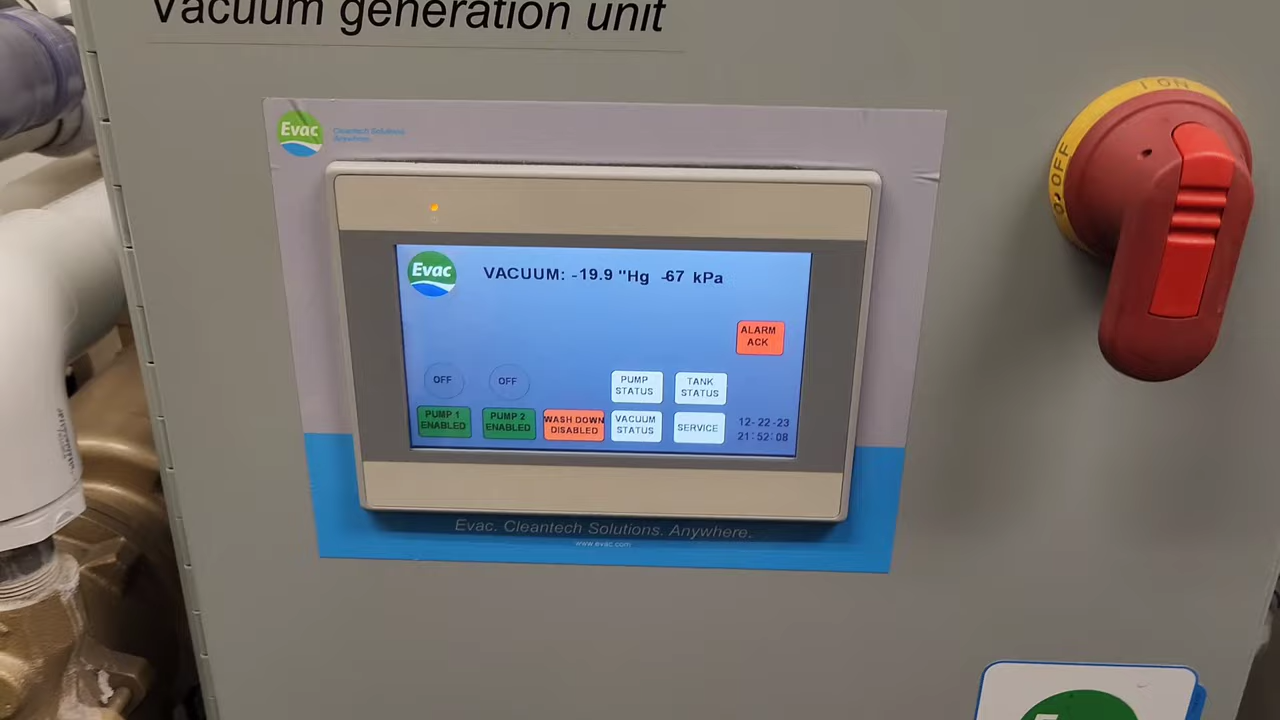 Vacuum generation unit
I ON
O OFF
Evac
Cleantech Solutions.
Anywhere.
Evac
VACUUM: -19.9 "Hg -67 kPa
ALARM
ACK
OFF
OFF
PUMP
STATUS
TANK
STATUS
PUMP 1
ENABLED
PUMP 2
ENABLED
WASH DOWN
DISABLED
VACUUM
STATUS
SERVICE
12-22-23
21:52:08
Evac. Cleantech Solutions. Anywhere.
www.evac.com